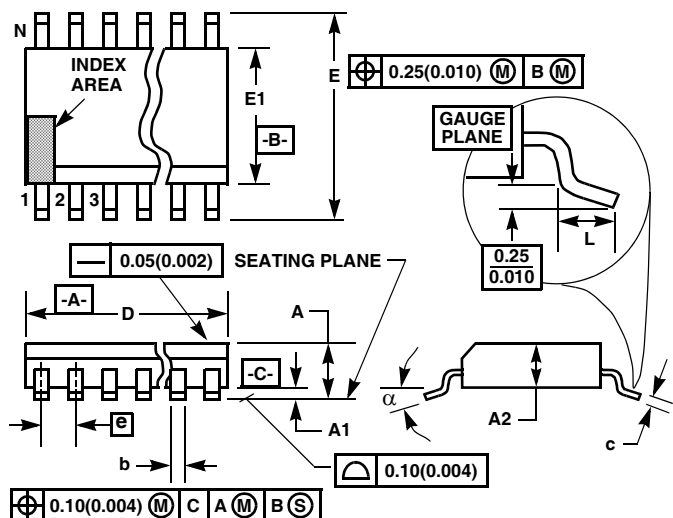 N
INDEX
AREA
E
E1
-B-
⌖ 0.25(0.010) Ⓜ B Ⓜ
GAUGE
PLANE
1 2 3
L
0.25
0.010
— 0.05(0.002) SEATING PLANE
-A-
D
A
-C-
α
A1
A2
c
e
b
⌓ 0.10(0.004)
⌖ 0.10(0.004) Ⓜ C A Ⓜ B Ⓢ